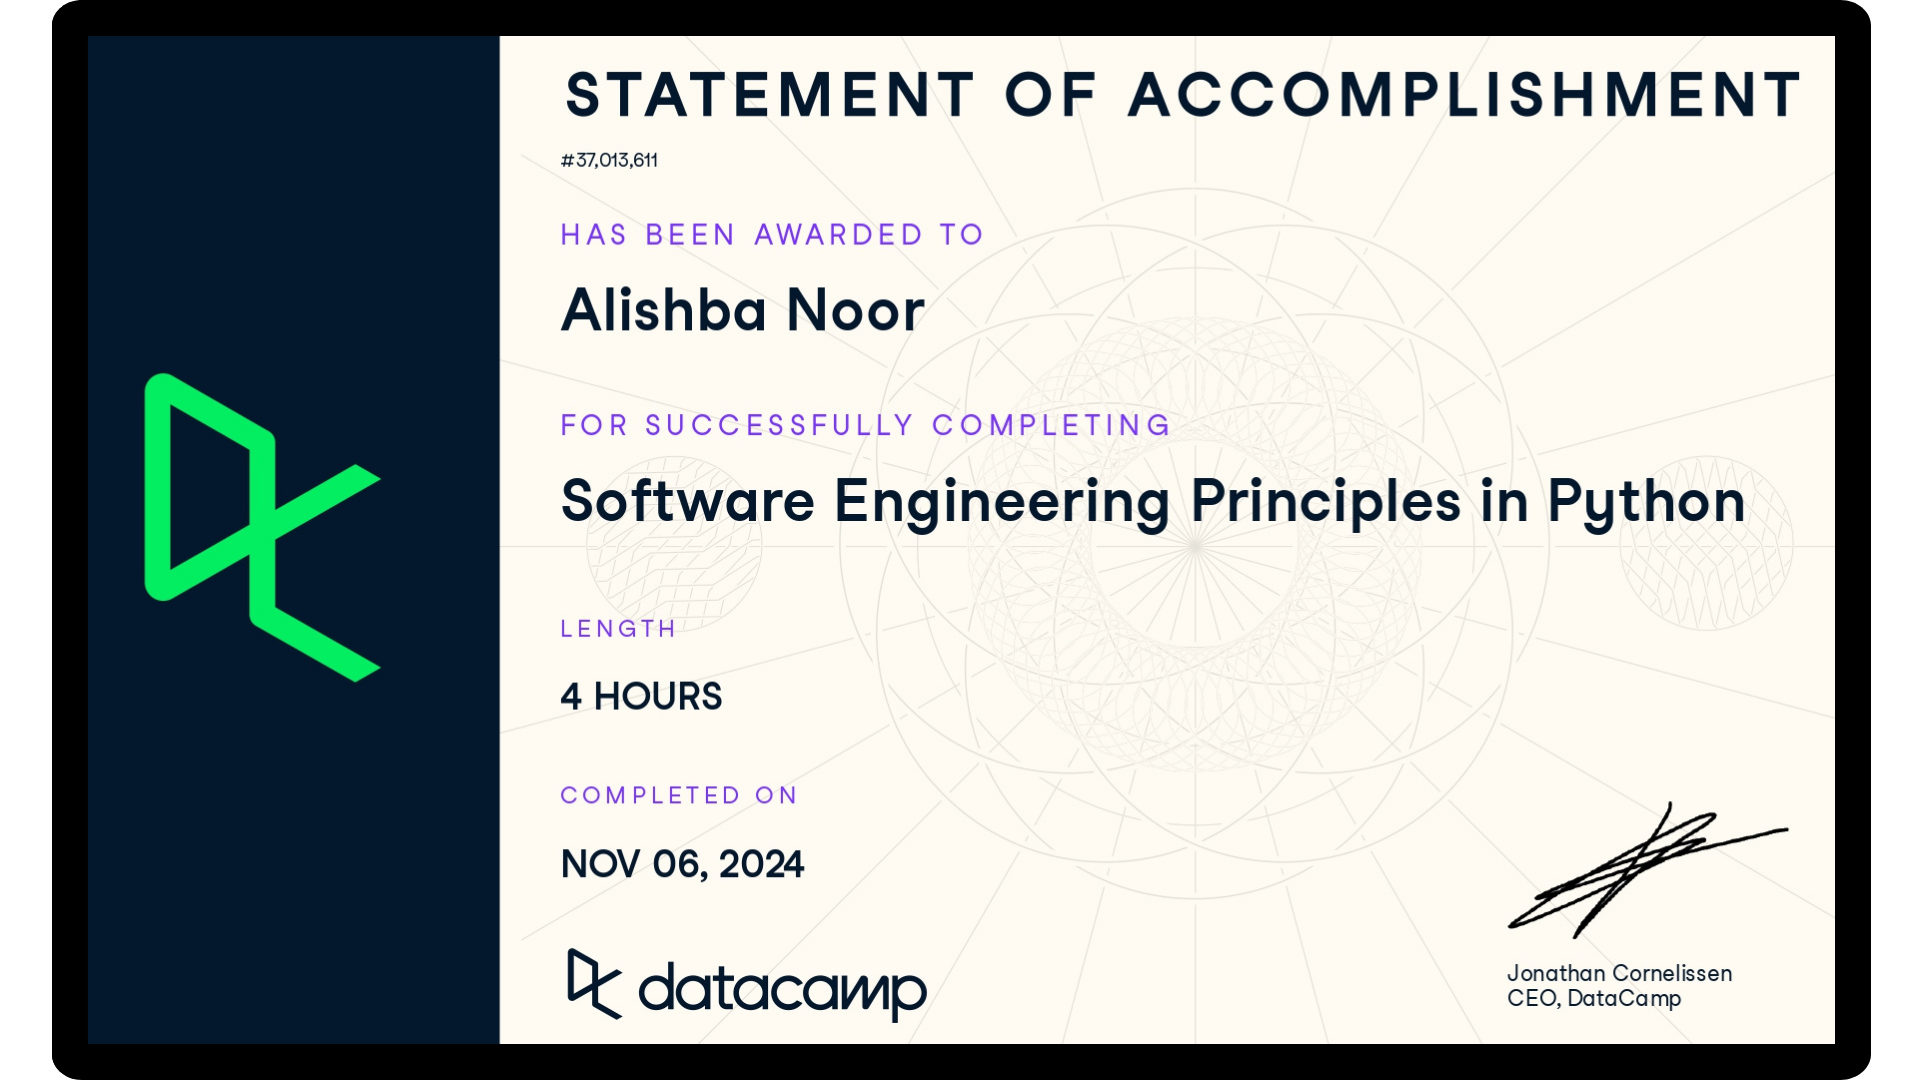 STATEMENT OF ACCOMPLISHMENT
#37,013,611
HAS BEEN AWARDED TO
Alishba Noor
FOR SUCCESSFULLY COMPLETING
Software Engineering Principles in Python
LENGTH
4 HOURS
COMPLETED ON
NOV 06, 2024
datacamp
Jonathan Cornelissen
CEO, DataCamp